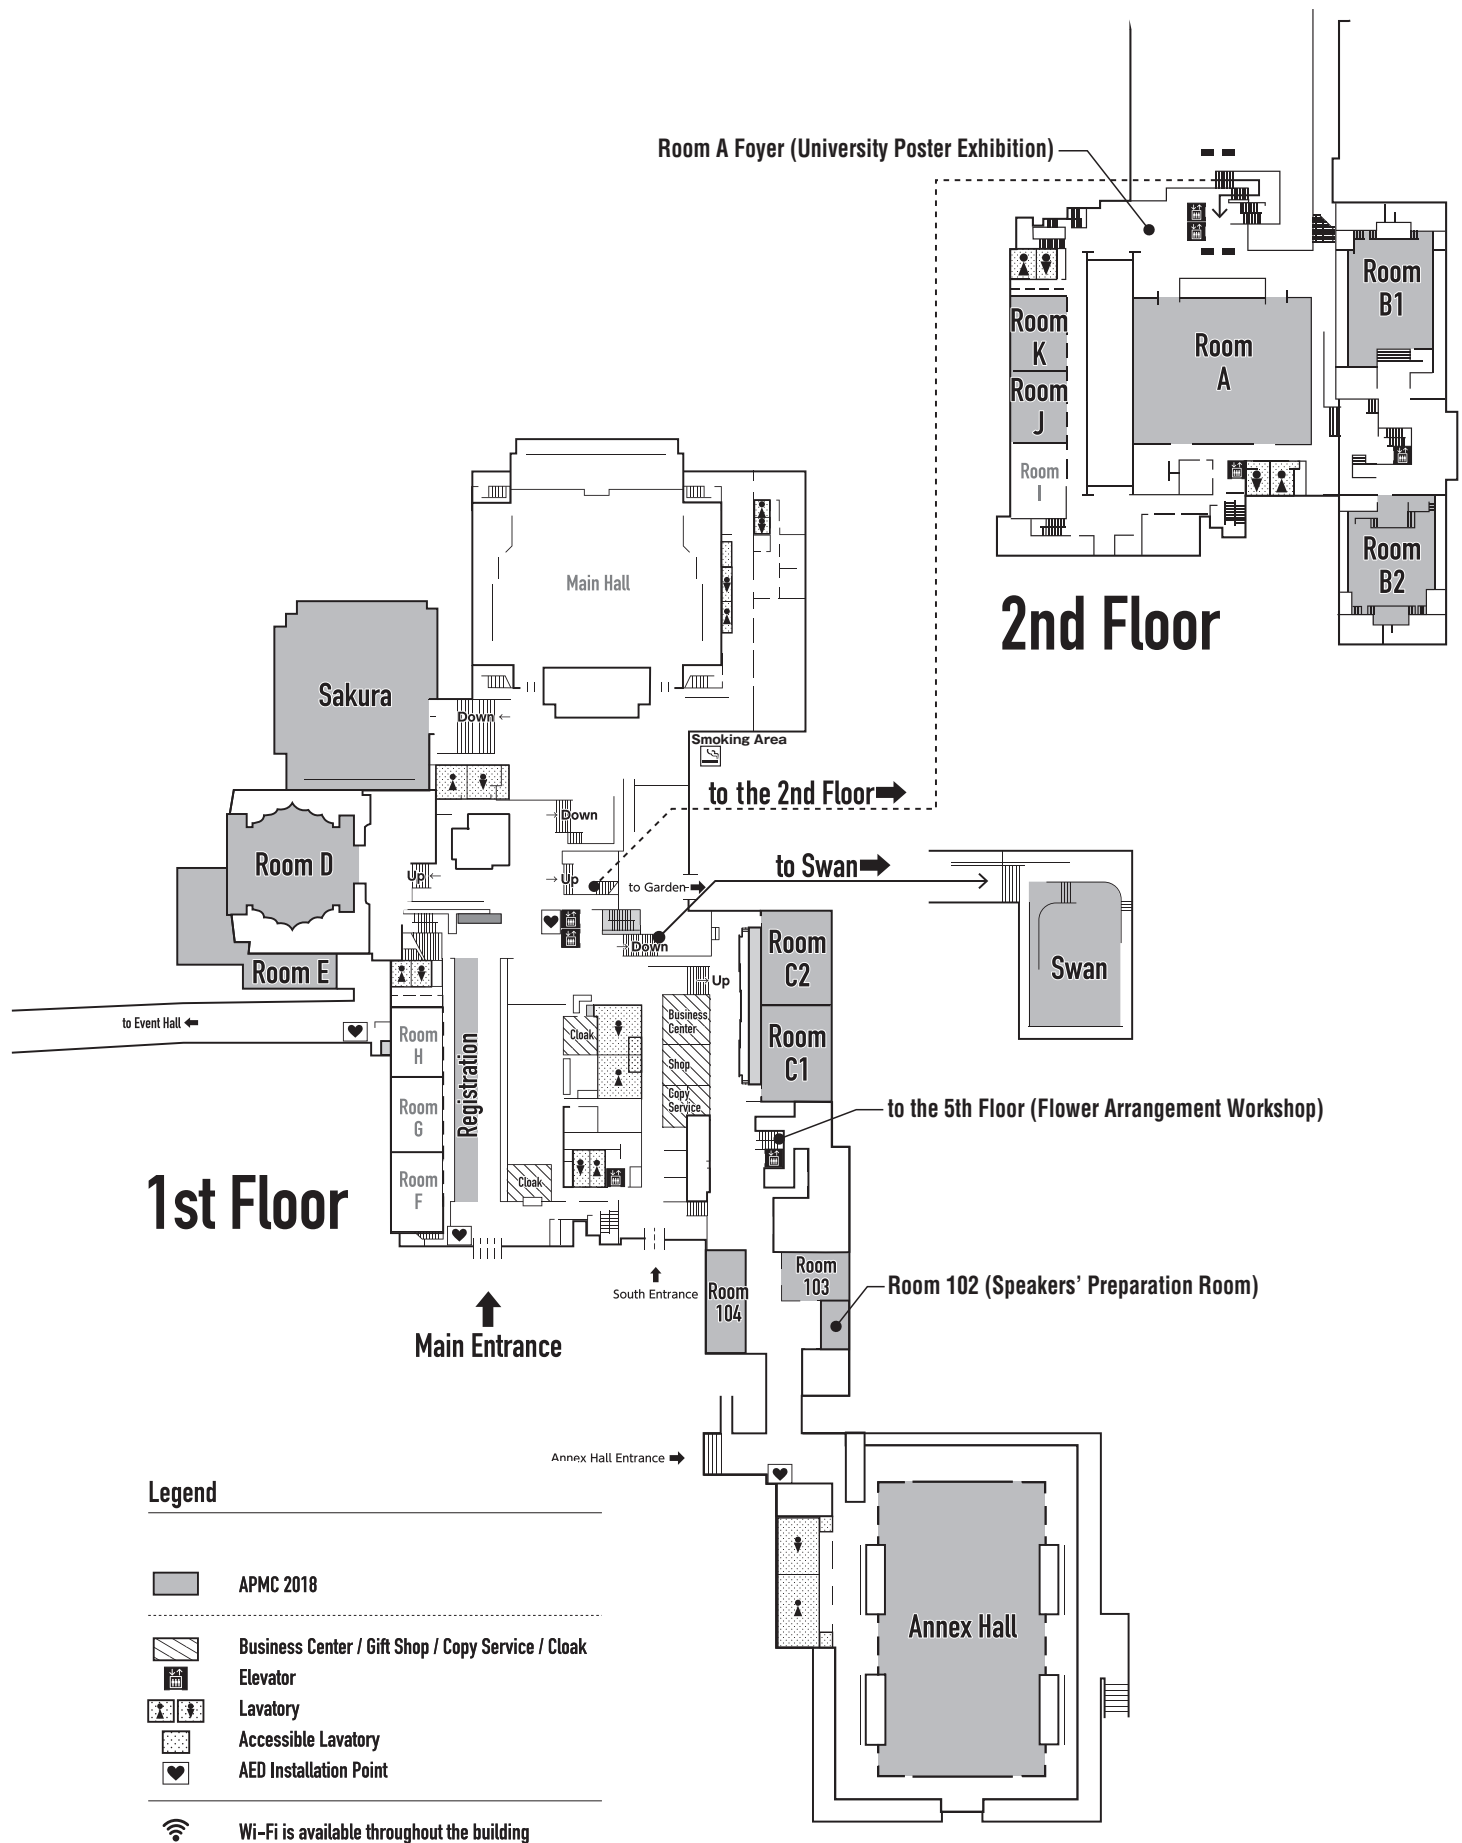 Room A Foyer (University Poster Exhibition)
Room
B1
Room
K
Room
A
Room
J
Room
I
Room
B2
2nd Floor
Main Hall
Sakura
Down
Smoking Area
to the 2nd Floor
Down
to Swan
Room D
Up
Up
to Garden
Down
Room
C2
Swan
Room E
Up
to Event Hall
Business
Center
Cloak
Room
H
Room
C1
Shop
Registration
Copy
Service
Room
G
to the 5th Floor (Flower Arrangement Workshop)
1st Floor
Room
F
Cloak
South Entrance
Room
104
Room
103
Room 102 (Speakers’ Preparation Room)
Main Entrance
Annex Hall Entrance
Annex Hall
Legend
APMC 2018
Business Center / Gift Shop / Copy Service / Cloak
Elevator
Lavatory
Accessible Lavatory
AED Installation Point
Wi-Fi is available throughout the building